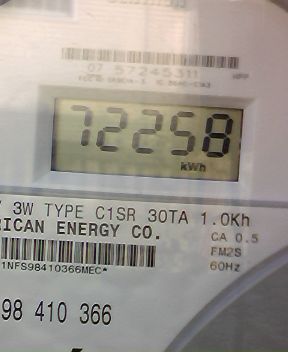 07 57245311
72258
kWh
3W TYPE C1SR 30TA 1.0Kh
RICAN ENERGY CO.
CA 0.5
FM2S
60Hz
1NFS98410366MEC*
98 410 366